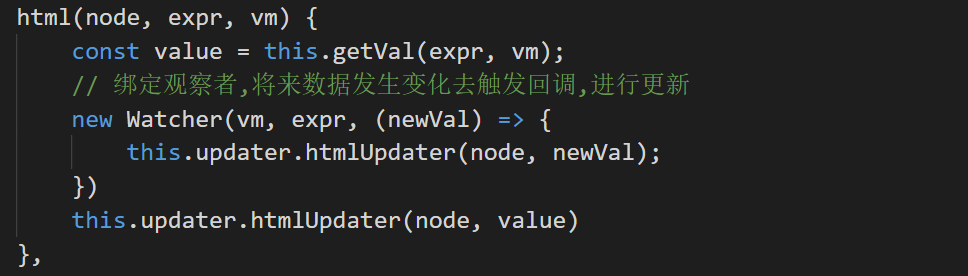 html(node, expr, vm) {
const value = this.getVal(expr, vm);
// 绑定观察者,将来数据发生变化去触发回调,进行更新
new Watcher(vm, expr, (newVal) => {
this.updater.htmlUpdater(node, newVal);
})
this.updater.htmlUpdater(node, value)
},